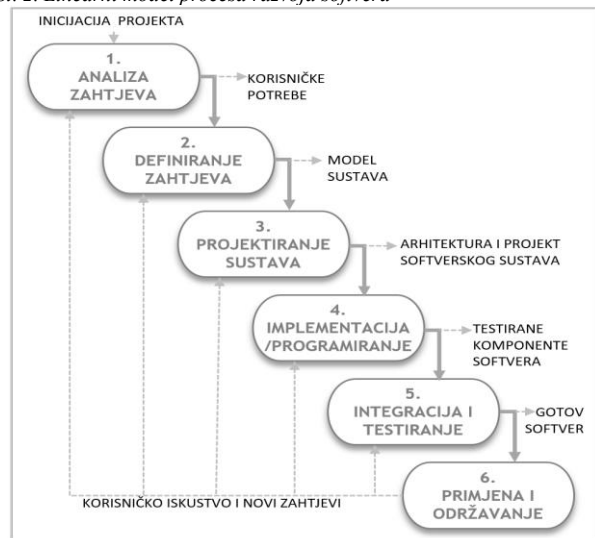 INICIJACIJA PROJEKTA
1.
ANALIZA
ZAHTJEVA
KORISNIČKE
POTREBE
2.
DEFINIRANJE
ZAHTJEVA
MODEL
SUSTAVA
3.
PROJEKTIRANJE
SUSTAVA
ARHITEKTURA I PROJEKT
SOFTVERSKOG SUSTAVA
4.
IMPLEMENTACIJA
/PROGRAMIRANJE
TESTIRANE
KOMPONENTE
SOFTVERA
5.
INTEGRACIJA I
TESTIRANJE
GOTOV
SOFTVER
6.
PRIMJENA I
ODRŽAVANJE
KORISNIČKO ISKUSTVO I NOVI ZAHTJEVI